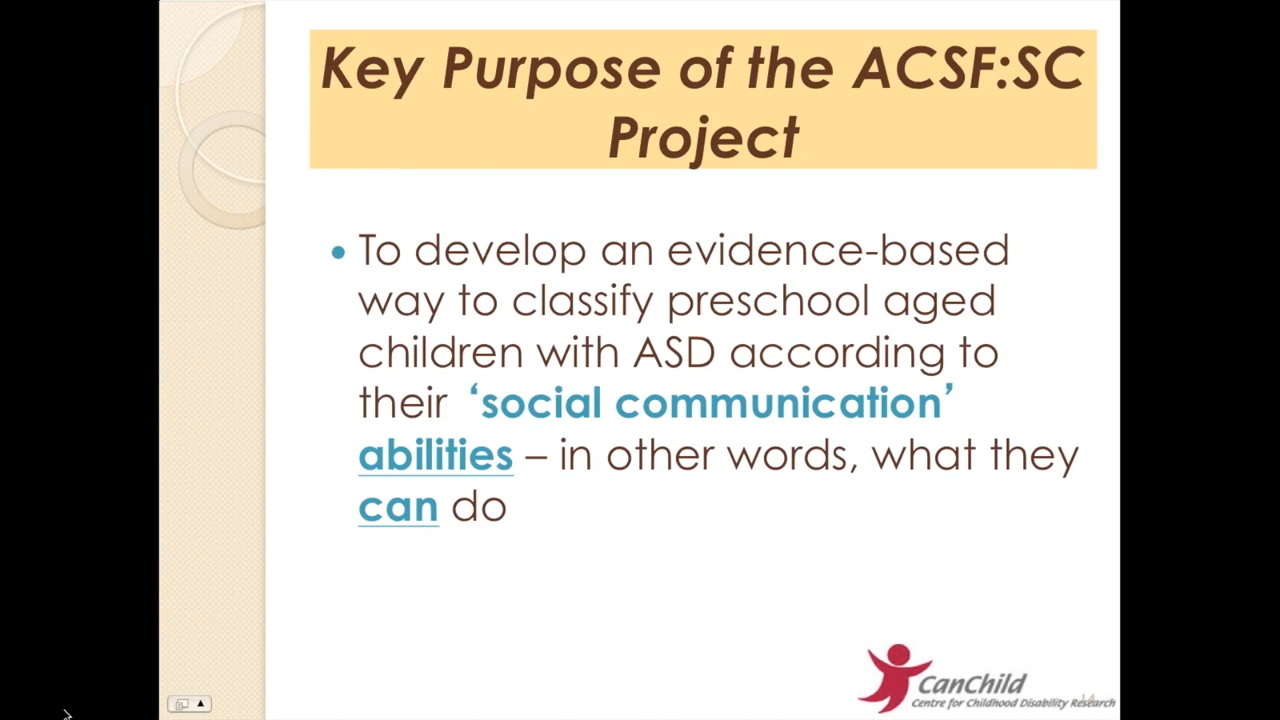 Key Purpose of the ACSF:SC
Project
• To develop an evidence-based
way to classify preschool aged
children with ASD according to
their ‘social communication’
abilities – in other words, what they
can do
CanChild
Centre for Childhood Disability Research